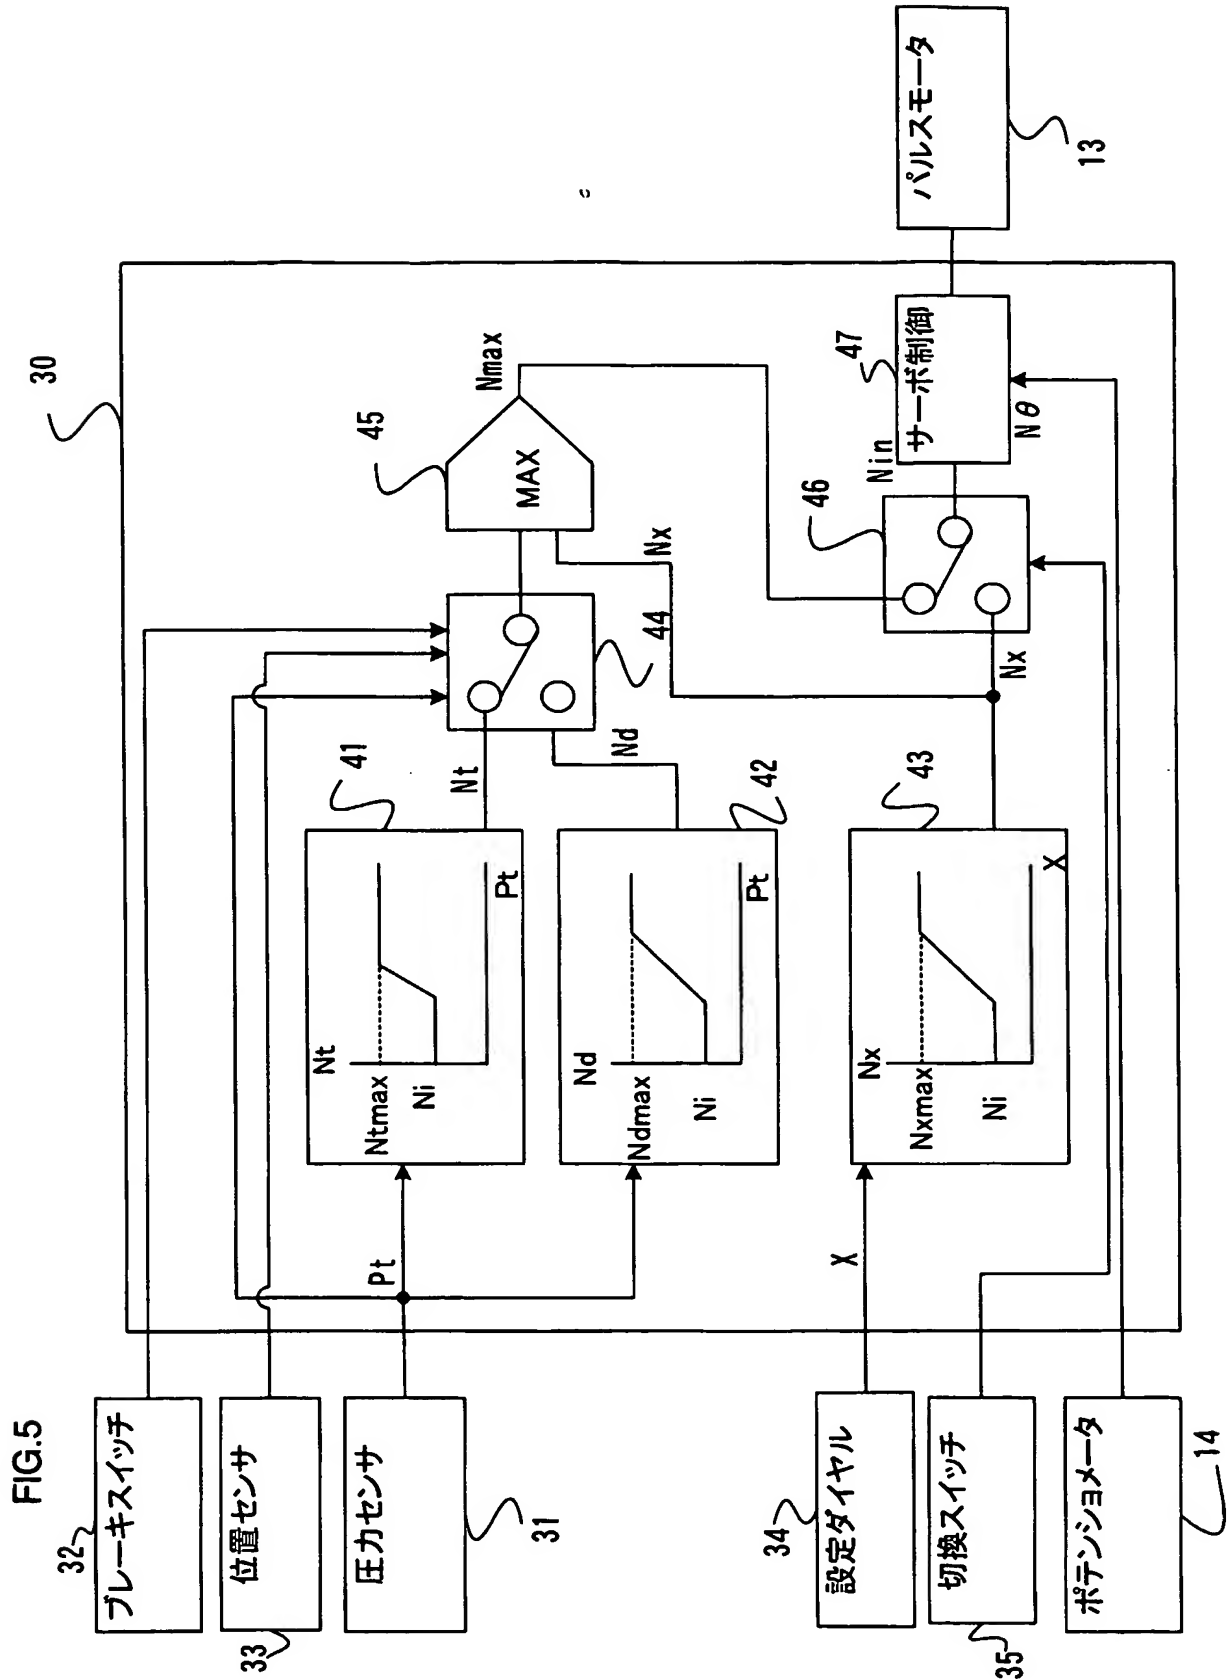 FIG.5
32
ブレーキスイッチ
33
位置センサ
圧力センサ
31
34
設定ダイヤル
35
切換スイッチ
ポテンショメータ
14
30
Pt
Nt
Ntmax
Ni
Pt
41
Nt
Nd
Ndmax
Ni
Pt
42
Nd
X
Nx
Nxmax
Ni
X
43
Nx
44
Nx
MAX
45
Nmax
46
Nin
サーボ制御
47
Nθ
パルスモータ
13